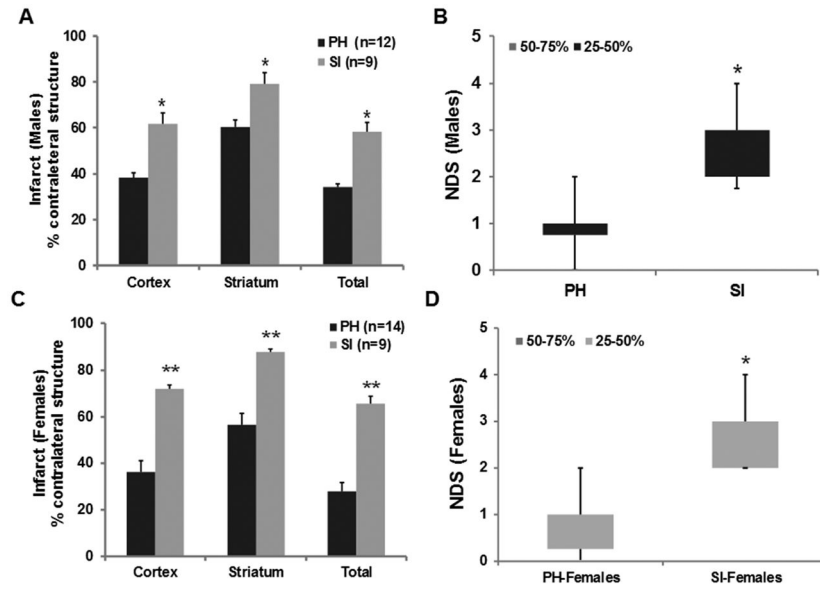 A
Infarct (Males)
% contraleteral structure
100
80
60
40
20
0
PH (n=12)
SI (n=9)
*
*
*
Cortex
Striatum
Total
B
NDS (Males)
5
4
3
2
1
0
50-75%
25-50%
*
PH
SI
C
Infarct (Females)
% contralateral structure
100
80
60
40
20
0
PH (n=14)
SI (n=9)
**
**
**
Cortex
Striatum
Total
D
NDS (Females)
5
4
3
2
1
0
50-75%
25-50%
*
PH-Females
SI-Females